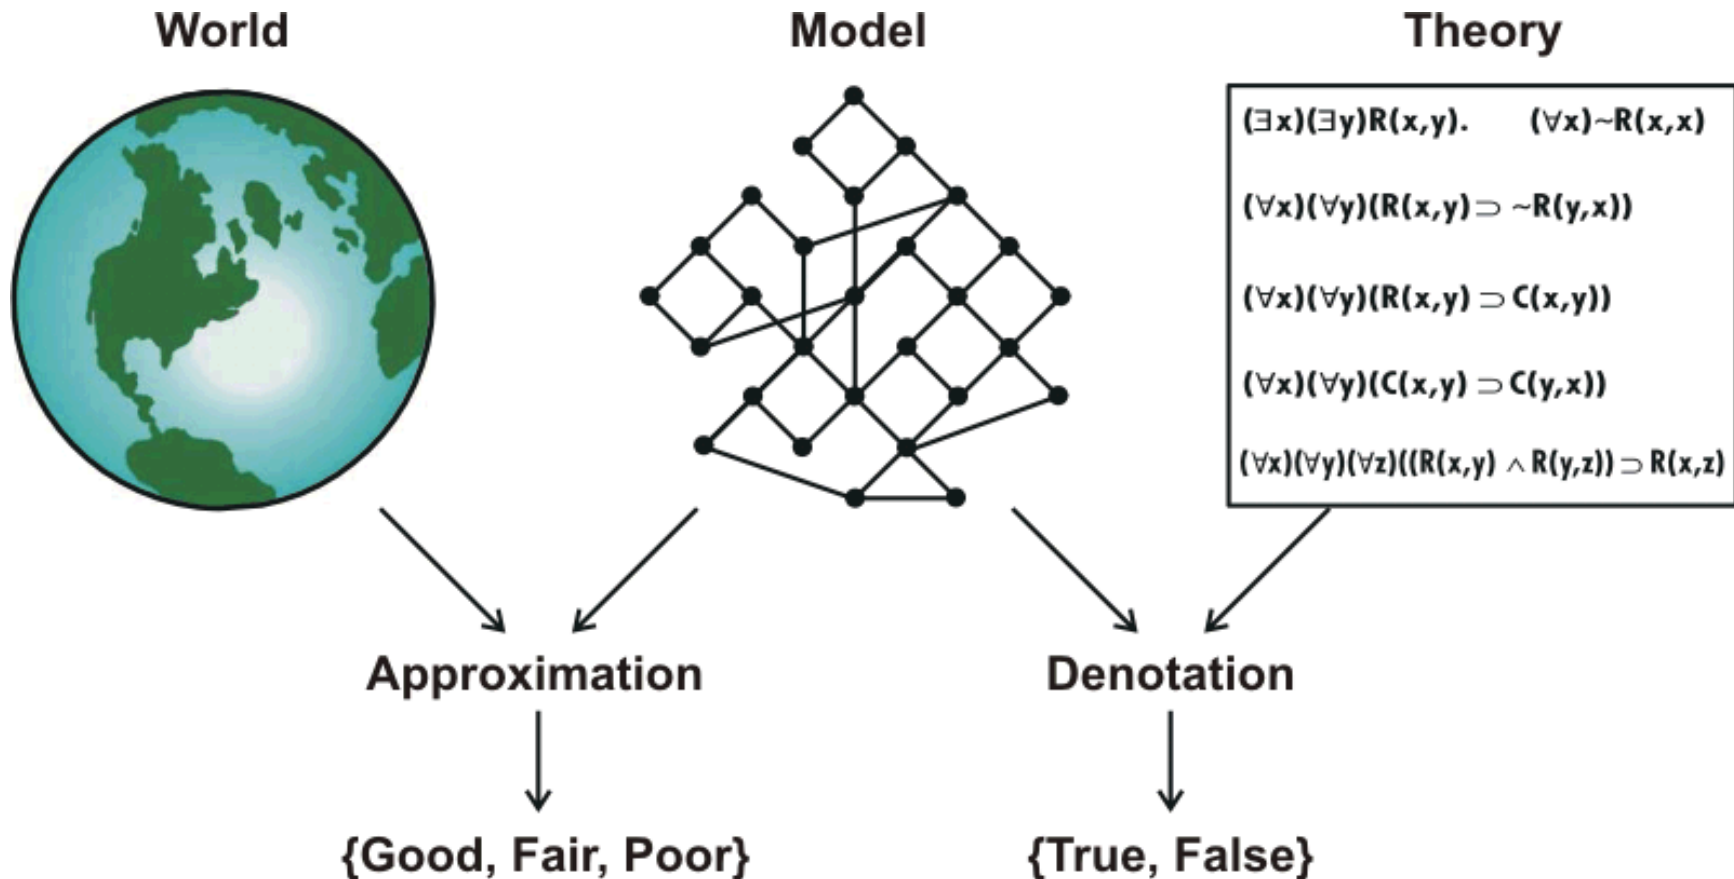 World Model Theory
(∃x)(∃y)R(x,y). (∀x)~R(x,x)
(∀x)(∀y)(R(x,y)⊃ ~R(y,x))
(∀x)(∀y)(R(x,y) ⊃ C(x,y))
(∀x)(∀y)(C(x,y) ⊃ C(y,x))
(∀x)(∀y)(∀z)((R(x,y) ∧ R(y,z)) ⊃ R(x,z)
Approximation Denotation
{Good, Fair, Poor} {True, False}